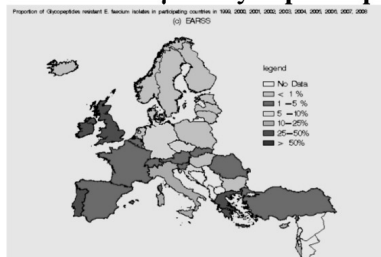 Proportion of Glycopeptides resistant E. faecium isolates in participating countries in 1999, 2000, 2001, 2002, 2003, 2004, 2005, 2006, 2007, 2008
(c) EARSS
legend
No Data
< 1 %
1 –5 %
5 –10%
10–25%
25–50%
> 50%